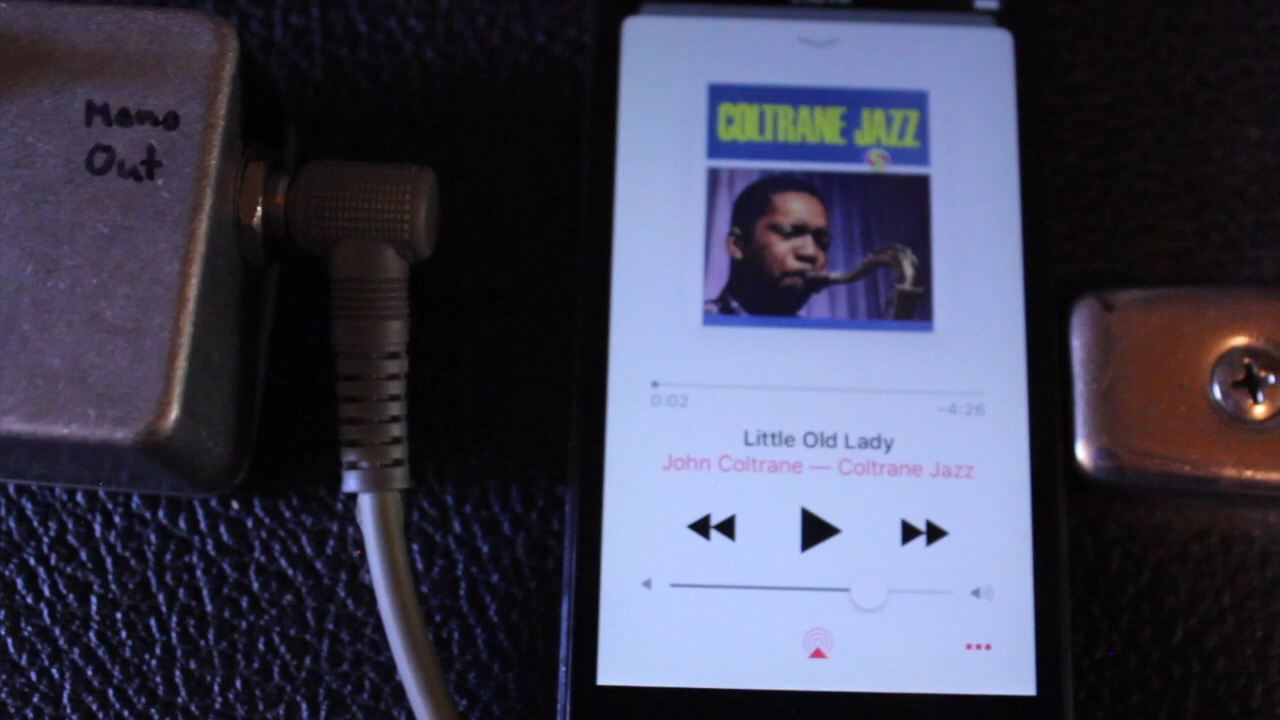 Mono
Out
COLTRANE JAZZ
S
0:02
-4:26
Little Old Lady
John Coltrane — Coltrane Jazz